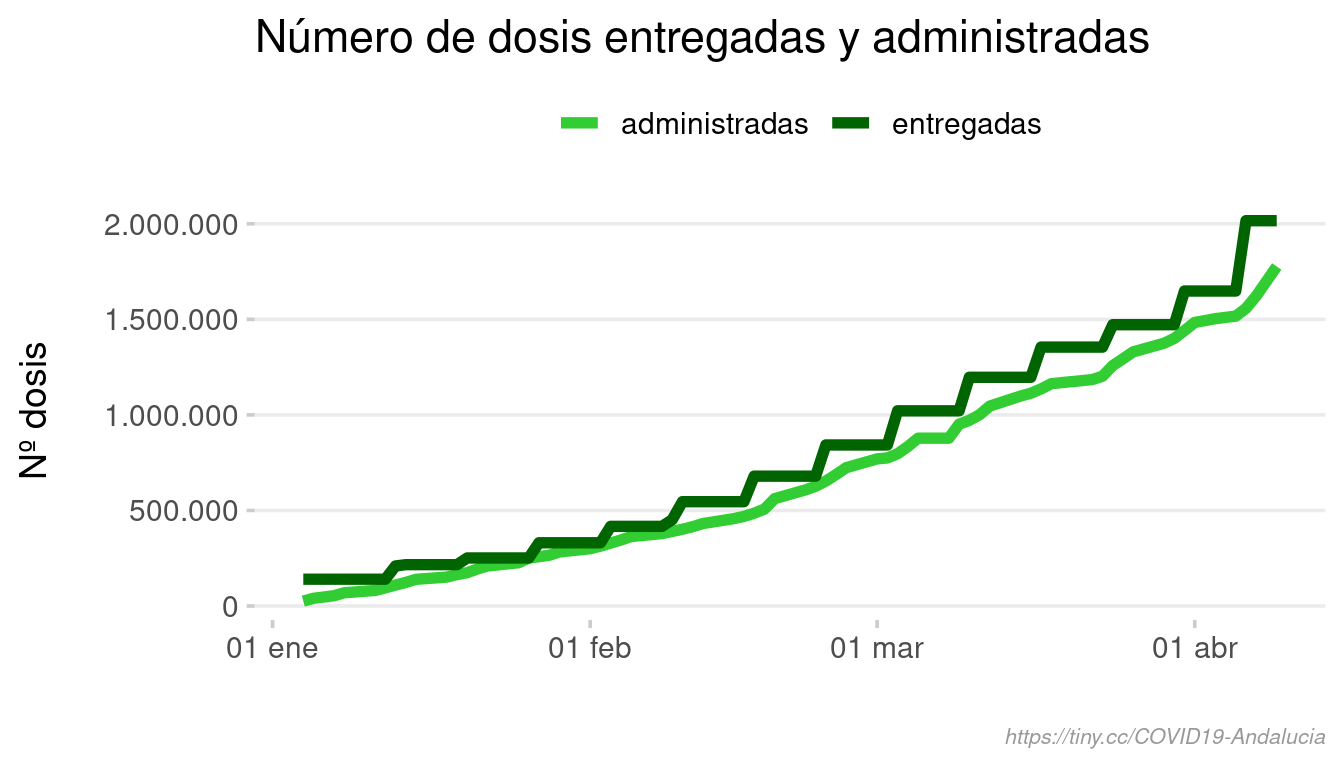 Número de dosis entregadas y administradas
administradas entregadas
2.000.000
1.500.000
1.000.000
500.000
0
Nº dosis
01 ene 01 feb 01 mar 01 abr
https://tiny.cc/COVID19-Andalucia